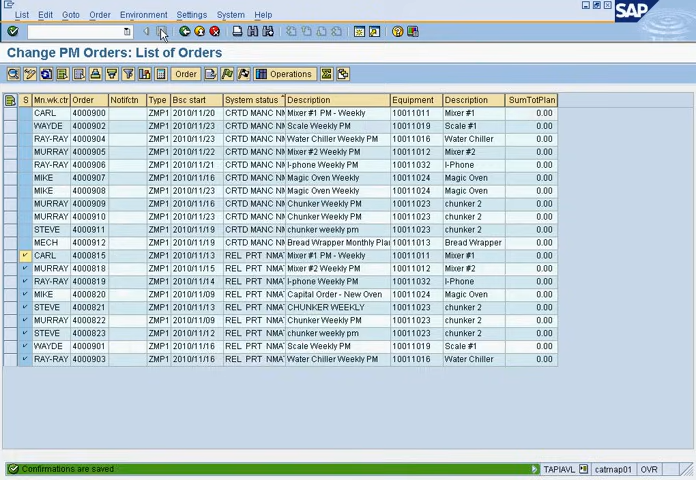 List Edit Goto Order Environment Settings System Help
SAP
Change PM Orders: List of Orders
Order Operations
S Mn.wk.ctr Order Notifctn Type Bsc start System status Description Equipment Description SumTotPlan
CARL 4000900 ZMP1 2010/11/20 CRTD MANC NM Mixer #1 PM - Weekly 10011011 Mixer #1 0.00
WAYDE 4000902 ZMP1 2010/11/23 CRTD MANC NM Scale Weekly PM 10011019 Scale #1 0.00
RAY-RAY 4000904 ZMP1 2010/11/23 CRTD MANC NM Water Chiller Weekly PM 10011016 Water Chiller 0.00
MURRAY 4000905 ZMP1 2010/11/22 CRTD MANC NM Mixer #2 Weekly PM 10011012 Mixer #2 0.00
RAY-RAY 4000906 ZMP1 2010/11/21 CRTD MANC NM I-phone Weekly PM 10011032 I-Phone 0.00
MIKE 4000907 ZMP1 2010/11/16 CRTD MANC NM Magic Oven Weekly 10011024 Magic Oven 0.00
MIKE 4000908 ZMP1 2010/11/23 CRTD MANC NM Magic Oven Weekly 10011024 Magic Oven 0.00
MURRAY 4000909 ZMP1 2010/11/16 CRTD MANC NM Chunker Weekly PM 10011023 chunker 2 0.00
MURRAY 4000910 ZMP1 2010/11/23 CRTD MANC NM Chunker Weekly PM 10011023 chunker 2 0.00
STEVE 4000911 ZMP1 2010/11/19 CRTD MANC NM chunker weekly pm 10011023 chunker 2 0.00
MECH 4000912 ZMP1 2010/11/19 CRTD MANC NM Bread Wrapper Monthly Plan 10011013 Bread Wrapper 0.00
CARL 4000815 ZMP1 2010/11/13 REL PRT NMAT Mixer #1 PM - Weekly 10011011 Mixer #1 0.00
MURRAY 4000818 ZMP1 2010/11/15 REL PRT NMAT Mixer #2 Weekly PM 10011012 Mixer #2 0.00
RAY-RAY 4000819 ZMP1 2010/11/14 REL PRT NMAT I-phone Weekly PM 10011032 I-Phone 0.00
MIKE 4000820 ZMP1 2010/11/09 REL PRT NMAT Capital Order - New Oven 10011024 Magic Oven 0.00
STEVE 4000821 ZMP1 2010/11/13 REL PRT NMAT CHUNKER WEEKLY 10011023 chunker 2 0.00
MURRAY 4000822 ZMP1 2010/11/09 REL PRT NMAT Chunker Weekly PM 10011023 chunker 2 0.00
STEVE 4000823 ZMP1 2010/11/12 REL PRT NMAT chunker weekly pm 10011023 chunker 2 0.00
WAYDE 4000901 ZMP1 2010/11/16 REL PRT NMAT Scale Weekly PM 10011019 Scale #1 0.00
RAY-RAY 4000903 ZMP1 2010/11/16 REL PRT NMAT Water Chiller Weekly PM 10011016 Water Chiller 0.00
Confirmations are saved TAPIAVL catmap01 OVR